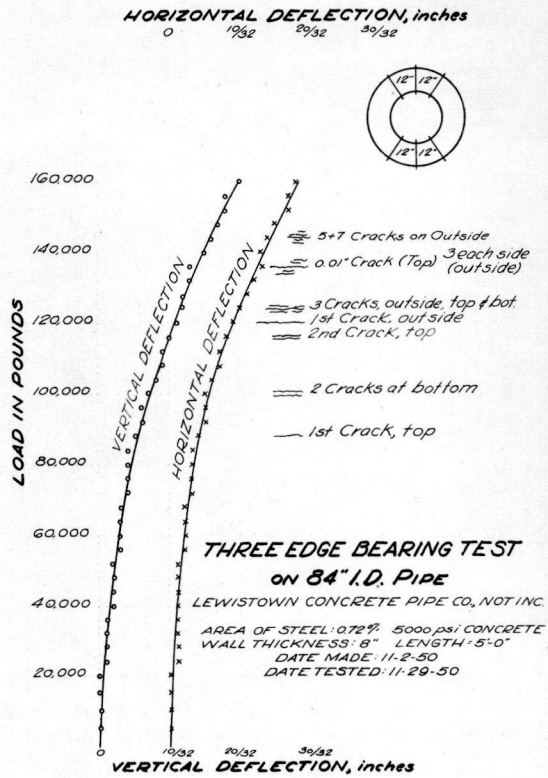 HORIZONTAL DEFLECTION, inches
0 10/32 20/32 30/32
12" 12"
12" 12"
160,000
5+7 Cracks on Outside
140,000
0.01" Crack (Top) 3 each side (outside)
3 Cracks, outside, top & bot.
120,000
1st Crack, outside
2nd Crack, top
100,000
2 Cracks at bottom
1st Crack, top
80,000
60,000
40,000
20,000
LOAD IN POUNDS
VERTICAL DEFLECTION
HORIZONTAL DEFLECTION
THREE EDGE BEARING TEST
ON 84" I.D. PIPE
LEWISTOWN CONCRETE PIPE CO., NOT INC.
AREA OF STEEL: 0.72% 5000 psi CONCRETE
WALL THICKNESS: 8" LENGTH: 5'-0"
DATE MADE: 11-2-50
DATE TESTED: 11-29-50
0 10/32 20/32 30/32
VERTICAL DEFLECTION, inches